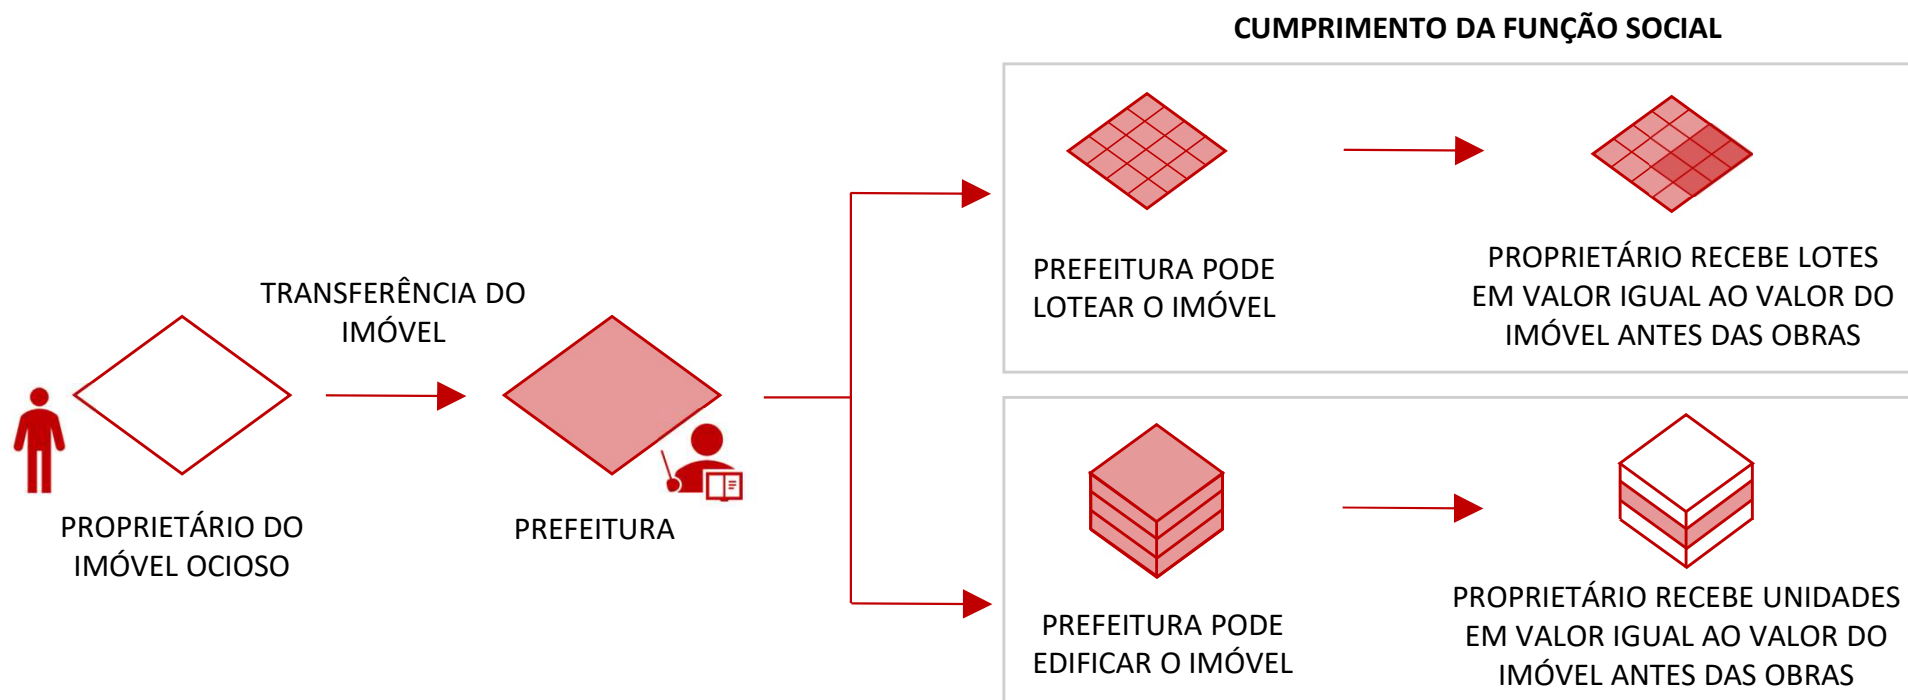 CUMPRIMENTO DA FUNÇÃO SOCIAL
TRANSFERÊNCIA DO
IMÓVEL
PROPRIETÁRIO DO
IMÓVEL OCIOSO
PREFEITURA
PREFEITURA PODE
LOTEAR O IMÓVEL
PROPRIETÁRIO RECEBE LOTES
EM VALOR IGUAL AO VALOR DO
IMÓVEL ANTES DAS OBRAS
PREFEITURA PODE
EDIFICAR O IMÓVEL
PROPRIETÁRIO RECEBE UNIDADES
EM VALOR IGUAL AO VALOR DO
IMÓVEL ANTES DAS OBRAS